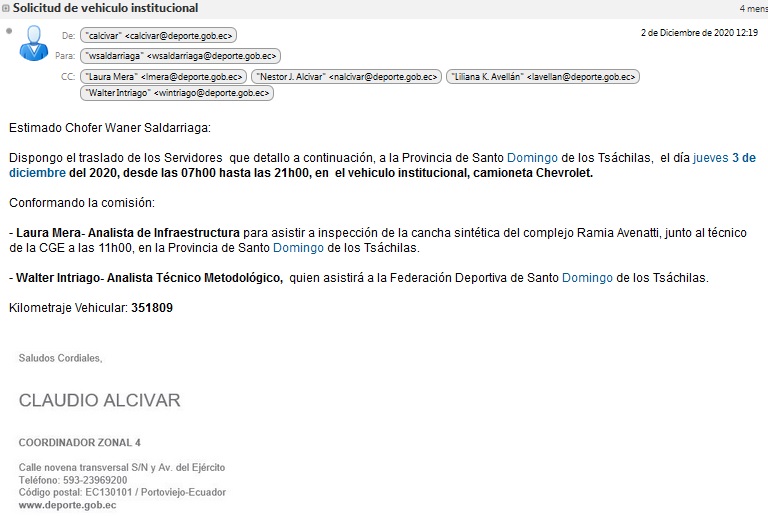 Solicitud de vehiculo institucional
4 mens
De: "calcivar" <calcivar@deporte.gob.ec>
2 de Diciembre de 2020 12:19
Para: "wsaldarriaga" <wsaldarriaga@deporte.gob.ec>
CC: "Laura Mera" <lmera@deporte.gob.ec> "Nestor J. Alcivar" <nalcivar@deporte.gob.ec> "Liliana K. Avellán" <lavellan@deporte.gob.ec>
"Walter Intriago" <wintriago@deporte.gob.ec>
Estimado Chofer Waner Saldarriaga:
Dispongo el traslado de los Servidores que detallo a continuación, a la Provincia de Santo Domingo de los Tsáchilas, el día jueves 3 de
diciembre del 2020, desde las 07h00 hasta las 21h00, en el vehiculo institucional, camioneta Chevrolet.
Conformando la comisión:
- Laura Mera- Analista de Infraestructura para asistir a inspección de la cancha sintética del complejo Ramia Avenatti, junto al técnico
de la CGE a las 11h00, en la Provincia de Santo Domingo de los Tsáchilas.
- Walter Intriago- Analista Técnico Metodológico, quien asistirá a la Federación Deportiva de Santo Domingo de los Tsáchilas.
Kilometraje Vehicular: 351809
Saludos Cordiales,
CLAUDIO ALCIVAR
COORDINADOR ZONAL 4
Calle novena transversal S/N y Av. del Ejército
Teléfono: 593-23969200
Código postal: EC130101 / Portoviejo-Ecuador
www.deporte.gob.ec